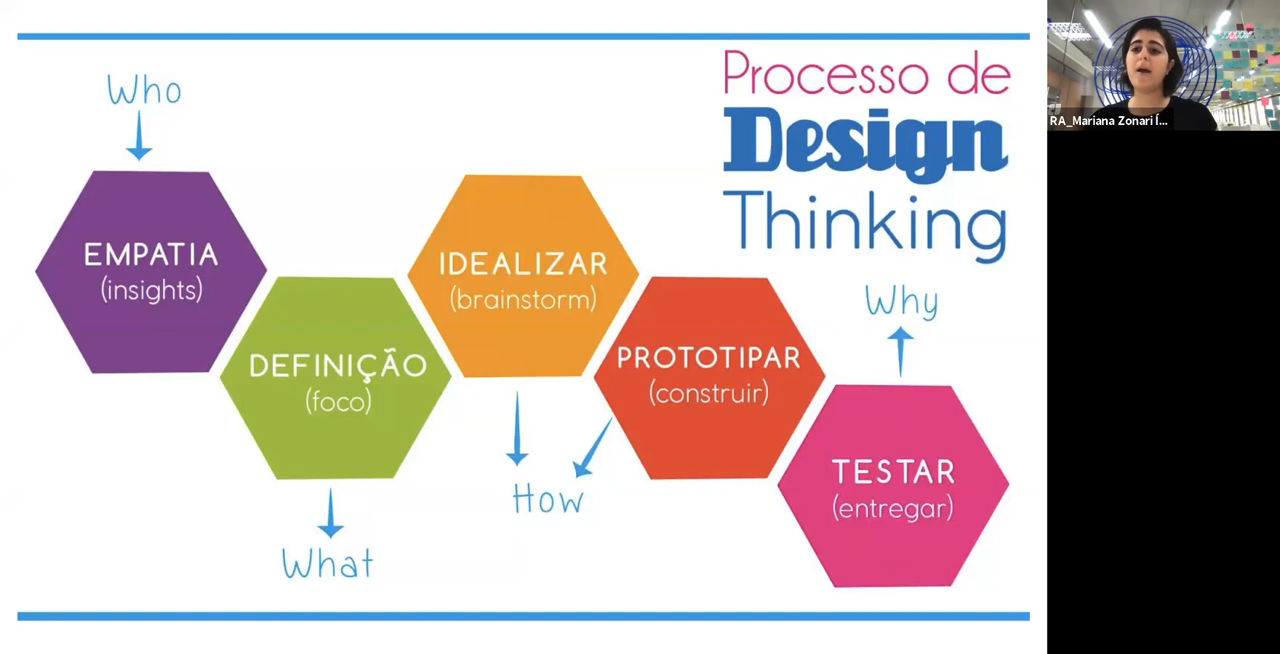 Processo de
Design
Thinking
Who
EMPATIA
(insights)
DEFINIÇÃO
(foco)
What
IDEALIZAR
(brainstorm)
How
PROTOTIPAR
(construir)
Why
TESTAR
(entregar)
RA_Mariana Zonari Í...